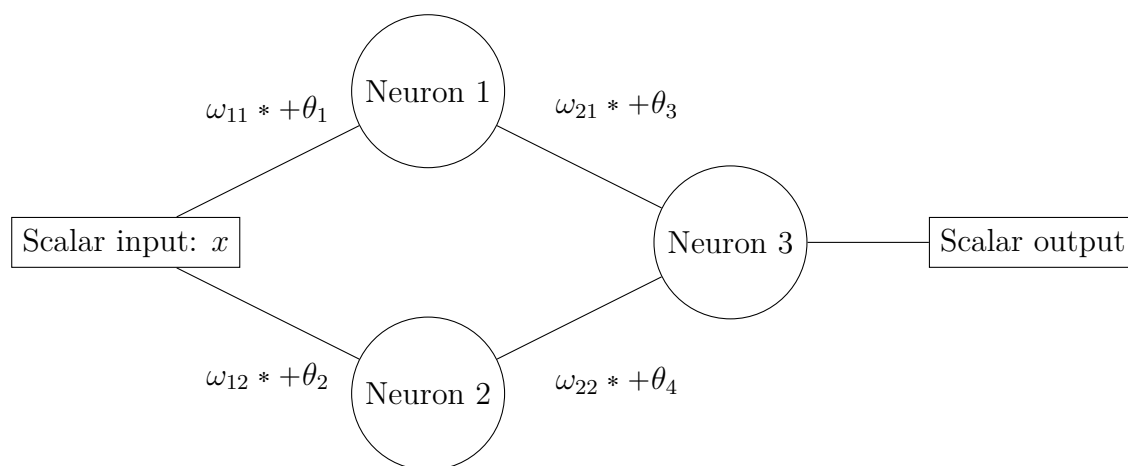 Neuron 1
ω₁₁ * +θ₁
ω₂₁ * +θ₃
Scalar input: x
Neuron 3
Scalar output
ω₁₂ * +θ₂
ω₂₂ * +θ₄
Neuron 2